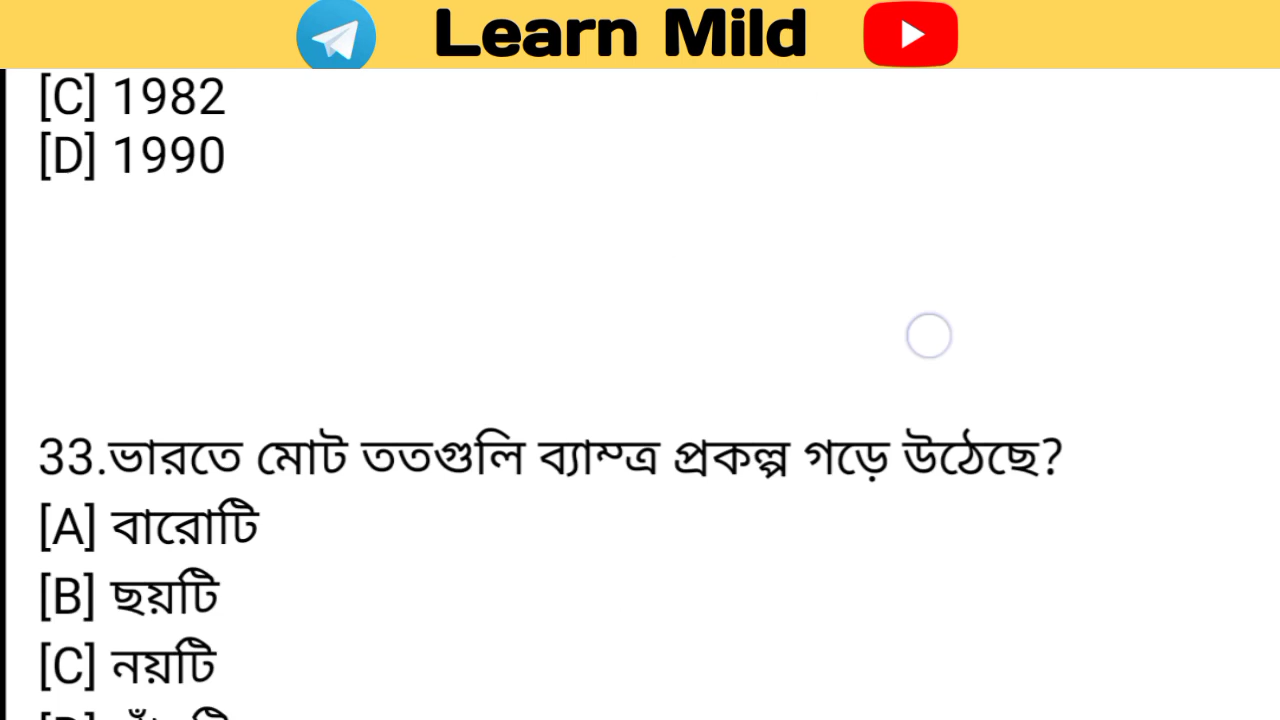 Learn Mild
[C] 1982
[D] 1990
33.ভারতে মোট ততগুলি ব্যাম্ত্র প্রকল্প গড়ে উঠেছে?
[A] বারোটি
[B] ছয়টি
[C] নয়টি